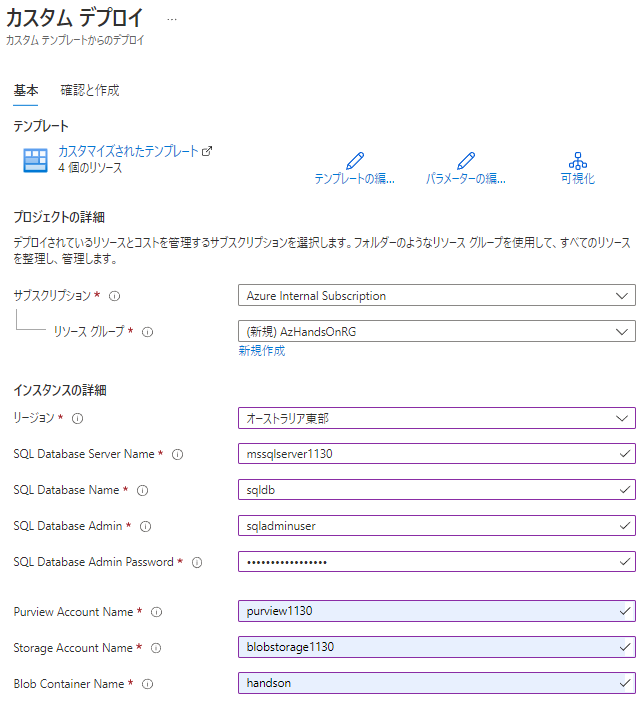 カスタム デプロイ ...
カスタム テンプレートからのデプロイ
基本 確認と作成
テンプレート
カスタマイズされたテンプレート
4 個のリソース
テンプレートの編... パラメーターの編... 可視化
プロジェクトの詳細
デプロイされているリソースとコストを管理するサブスクリプションを選択します。フォルダーのようなリソース グループを使用して、すべてのリソース
を整理し、管理します。
サブスクリプション * Azure Internal Subscription
リソース グループ * (新規) AzHandsOnRG
新規作成
インスタンスの詳細
リージョン * オーストラリア東部
SQL Database Server Name * mssqlserver1130
SQL Database Name * sqldb
SQL Database Admin * sqladminuser
SQL Database Admin Password * •••••••••••••••••
Purview Account Name * purview1130
Storage Account Name * blobstorage1130
Blob Container Name * handson